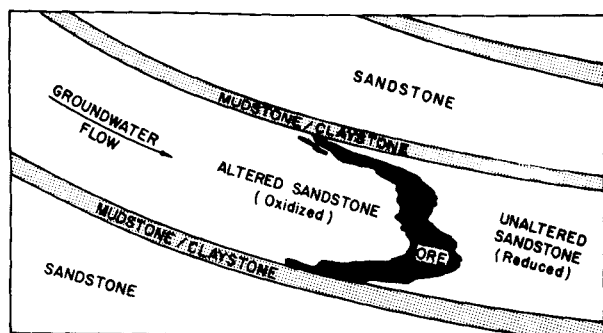 SANDSTONE
MUDSTONE/CLAYSTONE
GROUNDWATER
FLOW
ALTERED SANDSTONE
(Oxidized)
UNALTERED
SANDSTONE
(Reduced)
ORE
MUDSTONE/CLAYSTONE
SANDSTONE